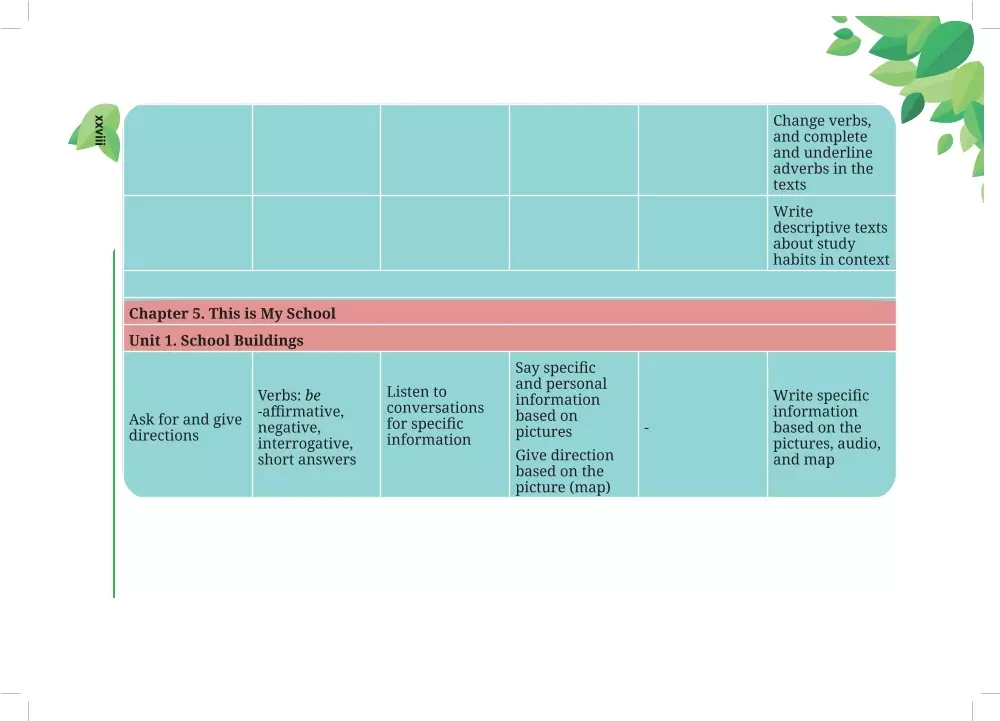 xxviii
Change verbs,
and complete
and underline
adverbs in the
texts
Write
descriptive texts
about study
habits in context
Chapter 5. This is My School
Unit 1. School Buildings
Ask for and give
directions
Verbs: be
-affirmative,
negative,
interrogative,
short answers
Listen to
conversations
for specific
information
Say specific
and personal
information
based on
pictures
Give direction
based on the
picture (map)
-
Write specific
information
based on the
pictures, audio,
and map